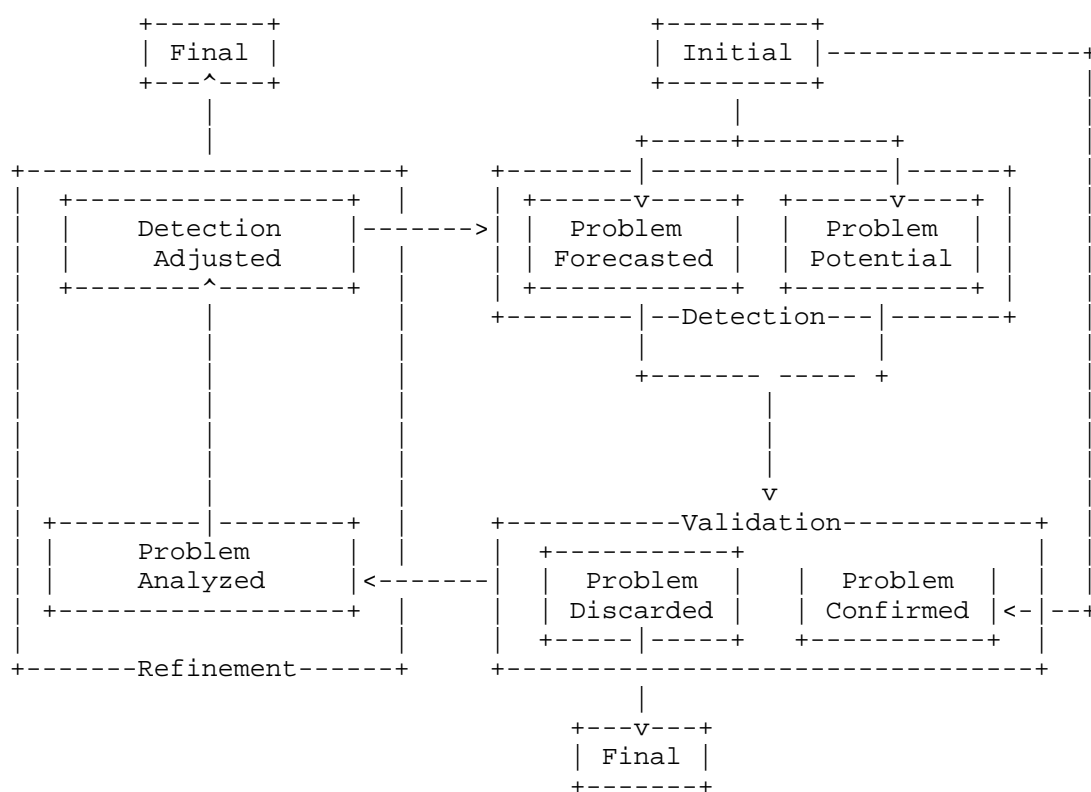 Final
Initial
Detection
Adjusted
Problem
Forecasted
Problem
Potential
Detection
Validation
Problem
Analyzed
Problem
Discarded
Problem
Confirmed
Refinement
Final